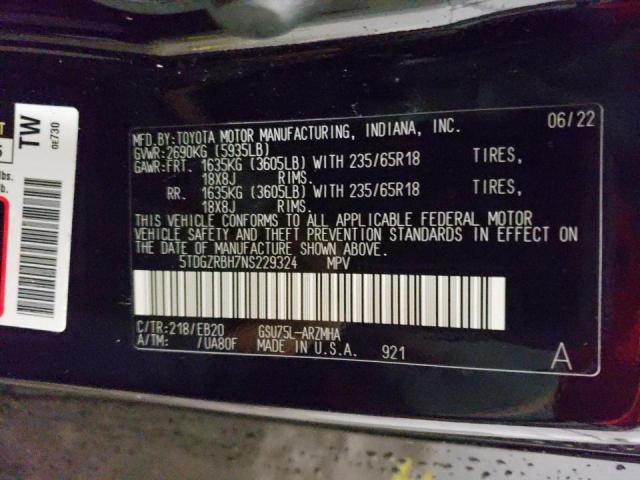 MFD.BY:TOYOTA MOTOR MANUFACTURING, INDIANA, INC. 06/22
GVWR:2690KG (5935LB)
GAWR:FRT. 1635KG (3605LB) WITH 235/65R18 TIRES,
18X8J RIMS.
RR. 1635KG (3605LB) WITH 235/65R18 TIRES,
18X8J RIMS.
THIS VEHICLE CONFORMS TO ALL APPLICABLE FEDERAL MOTOR
VEHICLE SAFETY AND THEFT PREVENTION STANDARDS IN EFFECT ON THE
DATE OF MANUFACTURE SHOWN ABOVE.
5TDGZRBH7NS229324 MPV
C/TR:218/EB20 GSU75L-ARZMHA
A/TM: /UA80F MADE IN U.S.A. 921 A
TW
0E730
lbs.
lb.